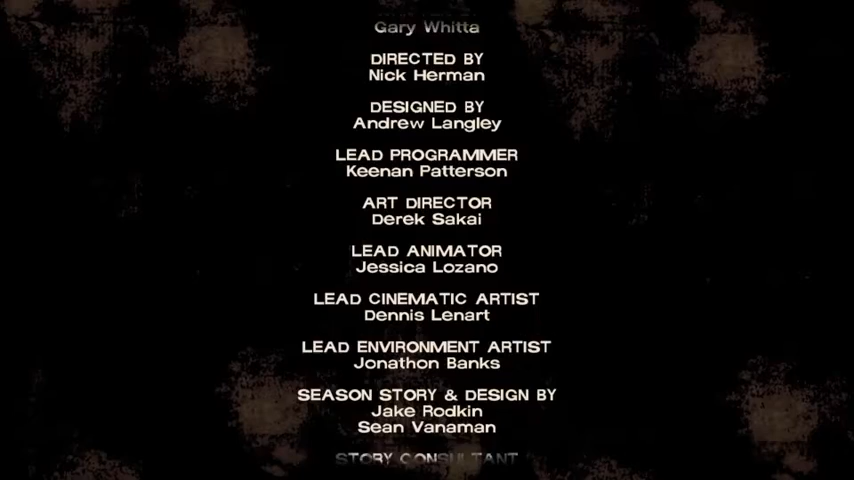 Gary Whitta
DIRECTED BY
Nick Herman
DESIGNED BY
Andrew Langley
LEAD PROGRAMMER
Keenan Patterson
ART DIRECTOR
Derek Sakai
LEAD ANIMATOR
Jessica Lozano
LEAD CINEMATIC ARTIST
Dennis Lenart
LEAD ENVIRONMENT ARTIST
Jonathon Banks
SEASON STORY & DESIGN BY
Jake Rodkin
Sean Vanaman
STORY CONSULTANT